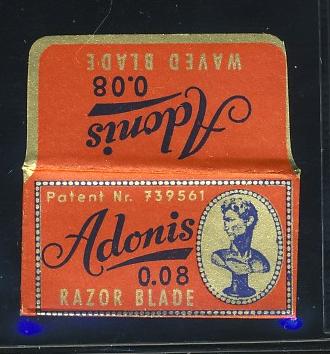 WAVED BLADE
0.08
Adonis
Patent Nr. 739561
Adonis
0.08
RAZOR BLADE